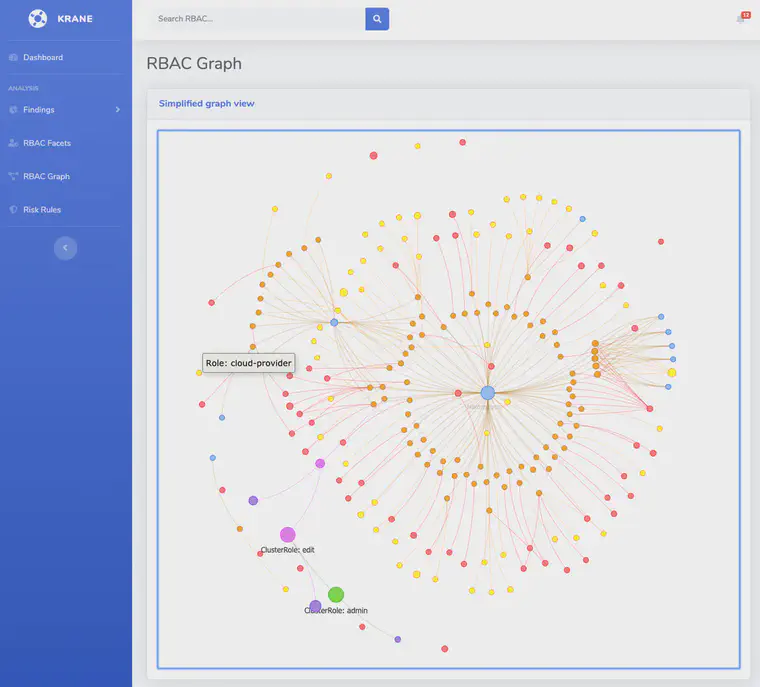 KRANE
Search RBAC...
12
Dashboard
RBAC Graph
ANALYSIS
Findings
Simplified graph view
RBAC Facets
RBAC Graph
Risk Rules
Role: cloud-provider
ClusterRole: edit
ClusterRole: admin